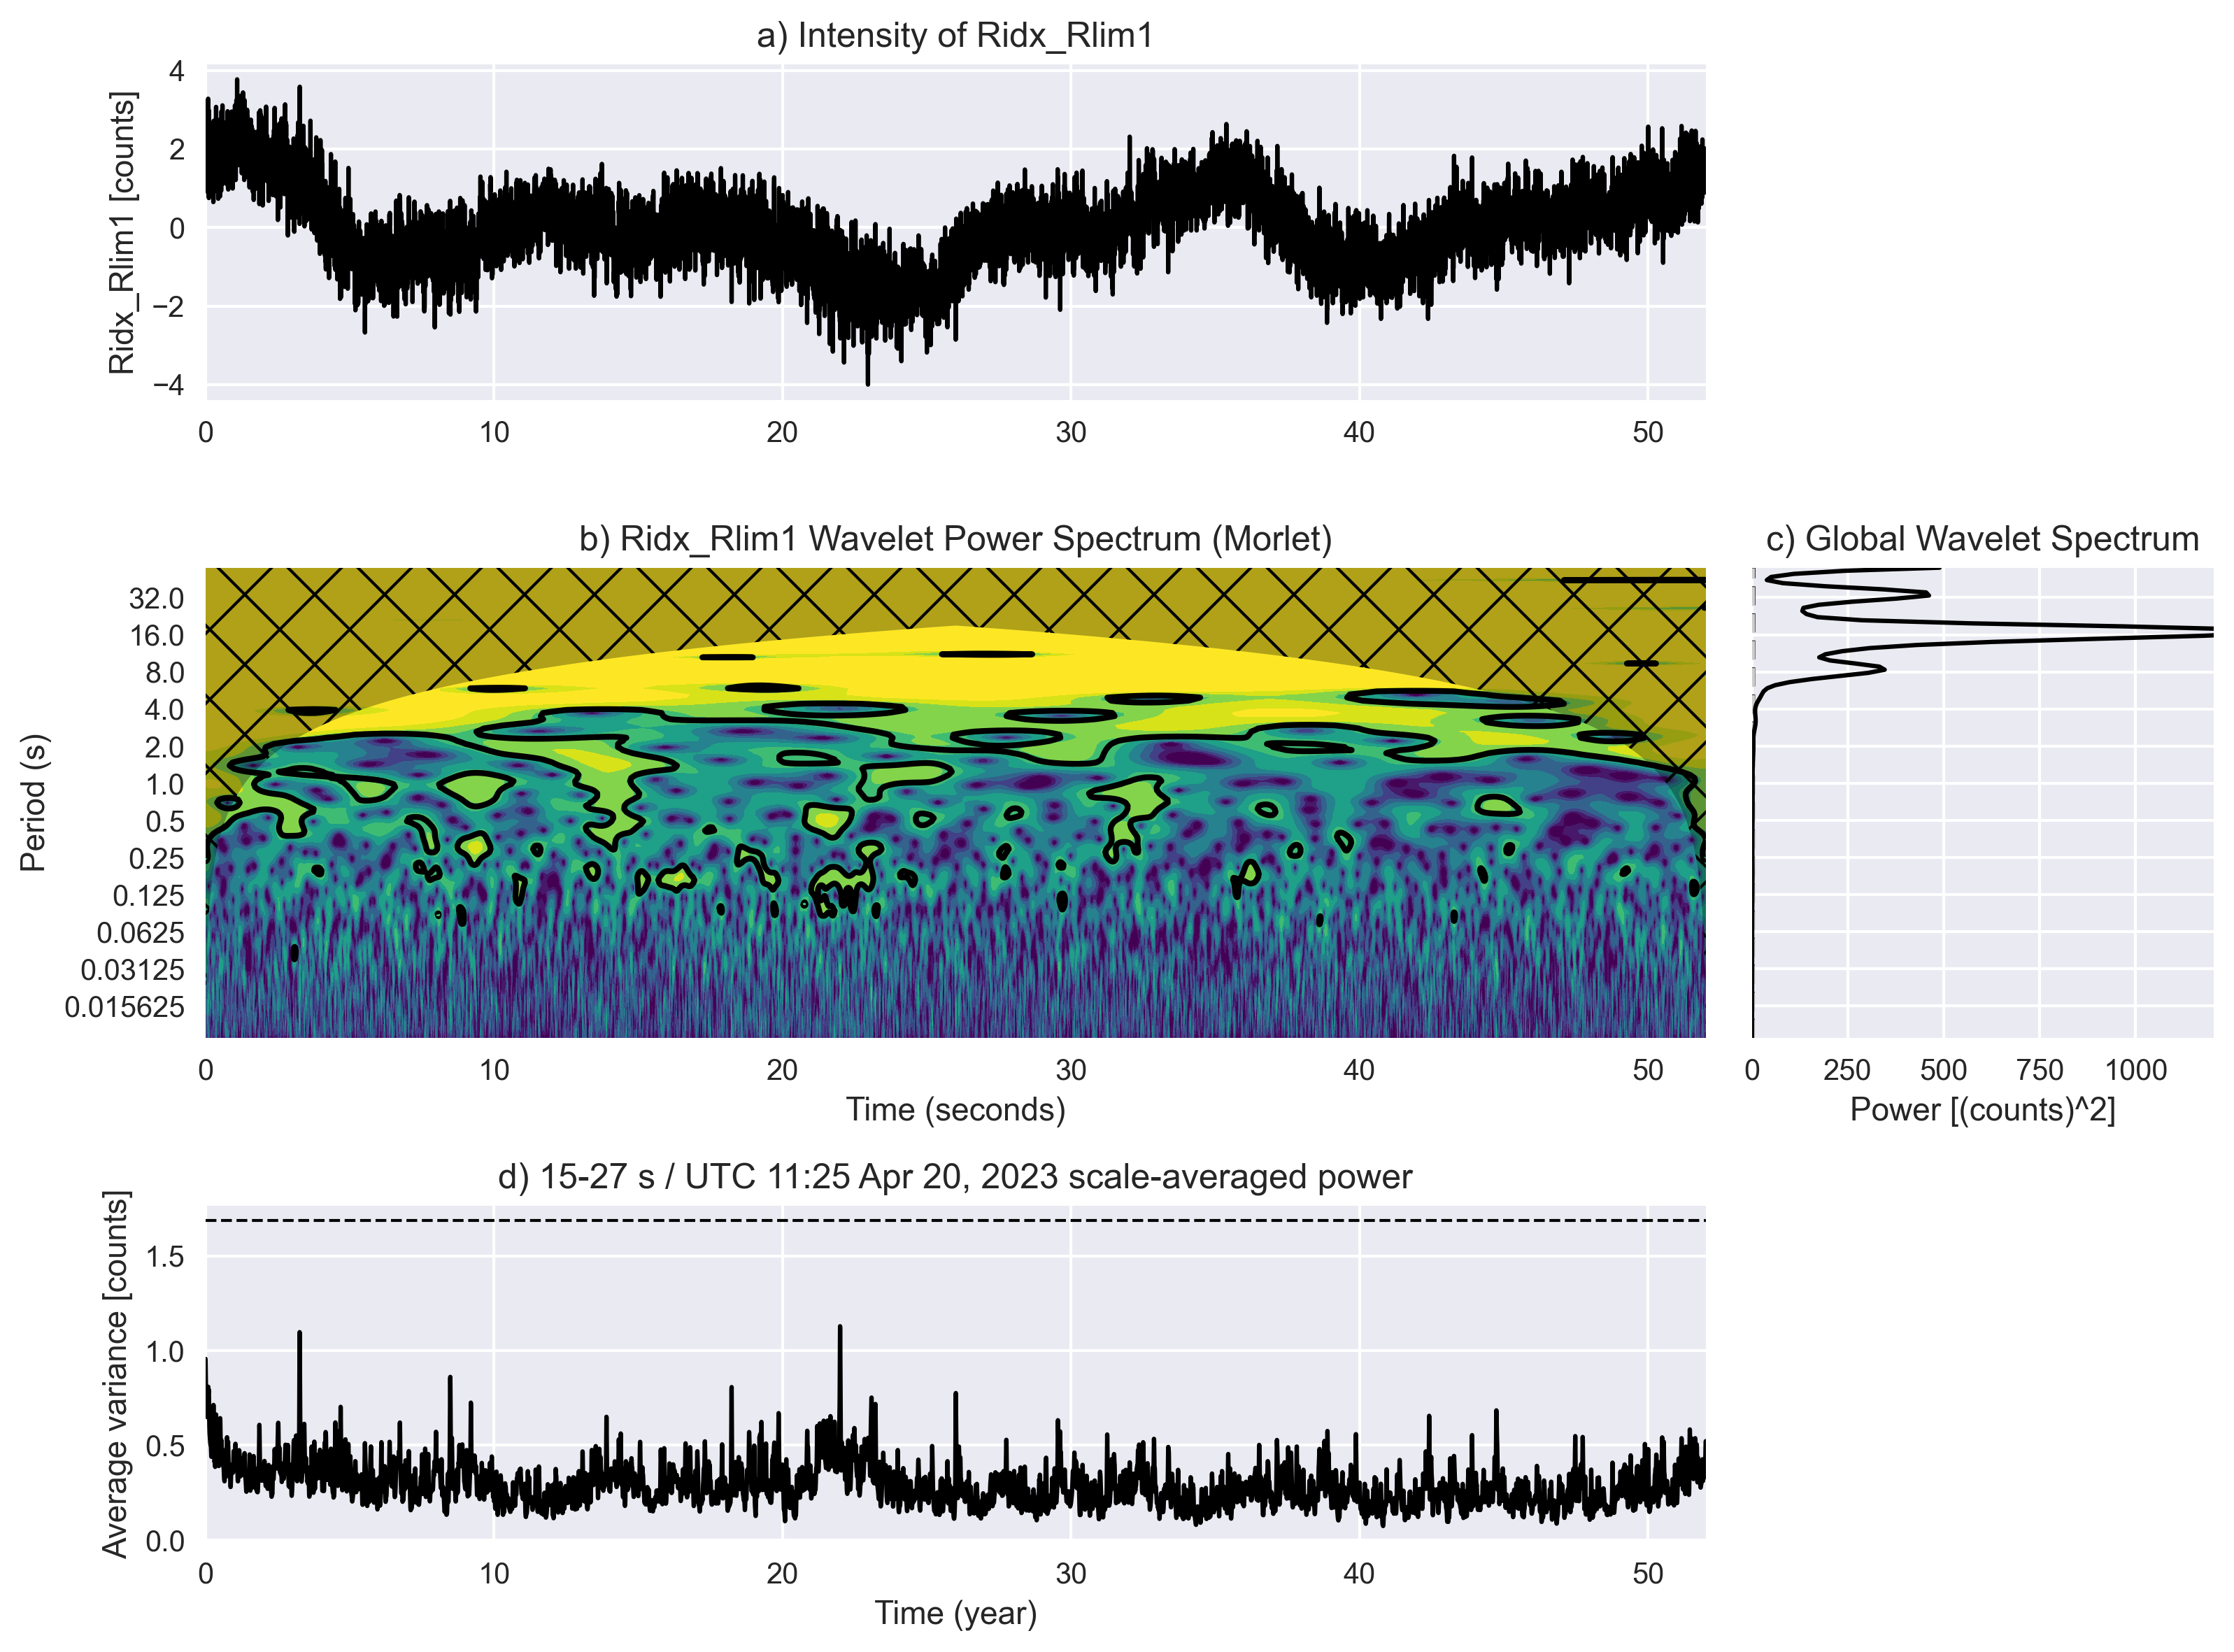 a) Intensity of Ridx_Rlim1
Ridx_Rlim1 [counts]
4
2
0
−2
−4
0 10 20 30 40 50
b) Ridx_Rlim1 Wavelet Power Spectrum (Morlet)
Period (s)
32.0
16.0
8.0
4.0
2.0
1.0
0.5
0.25
0.125
0.0625
0.03125
0.015625
0 10 20 30 40 50
Time (seconds)
c) Global Wavelet Spectrum
0 250 500 750 1000
Power [(counts)^2]
d) 15-27 s / UTC 11:25 Apr 20, 2023 scale-averaged power
Average variance [counts]
1.5
1.0
0.5
0.0
0 10 20 30 40 50
Time (year)